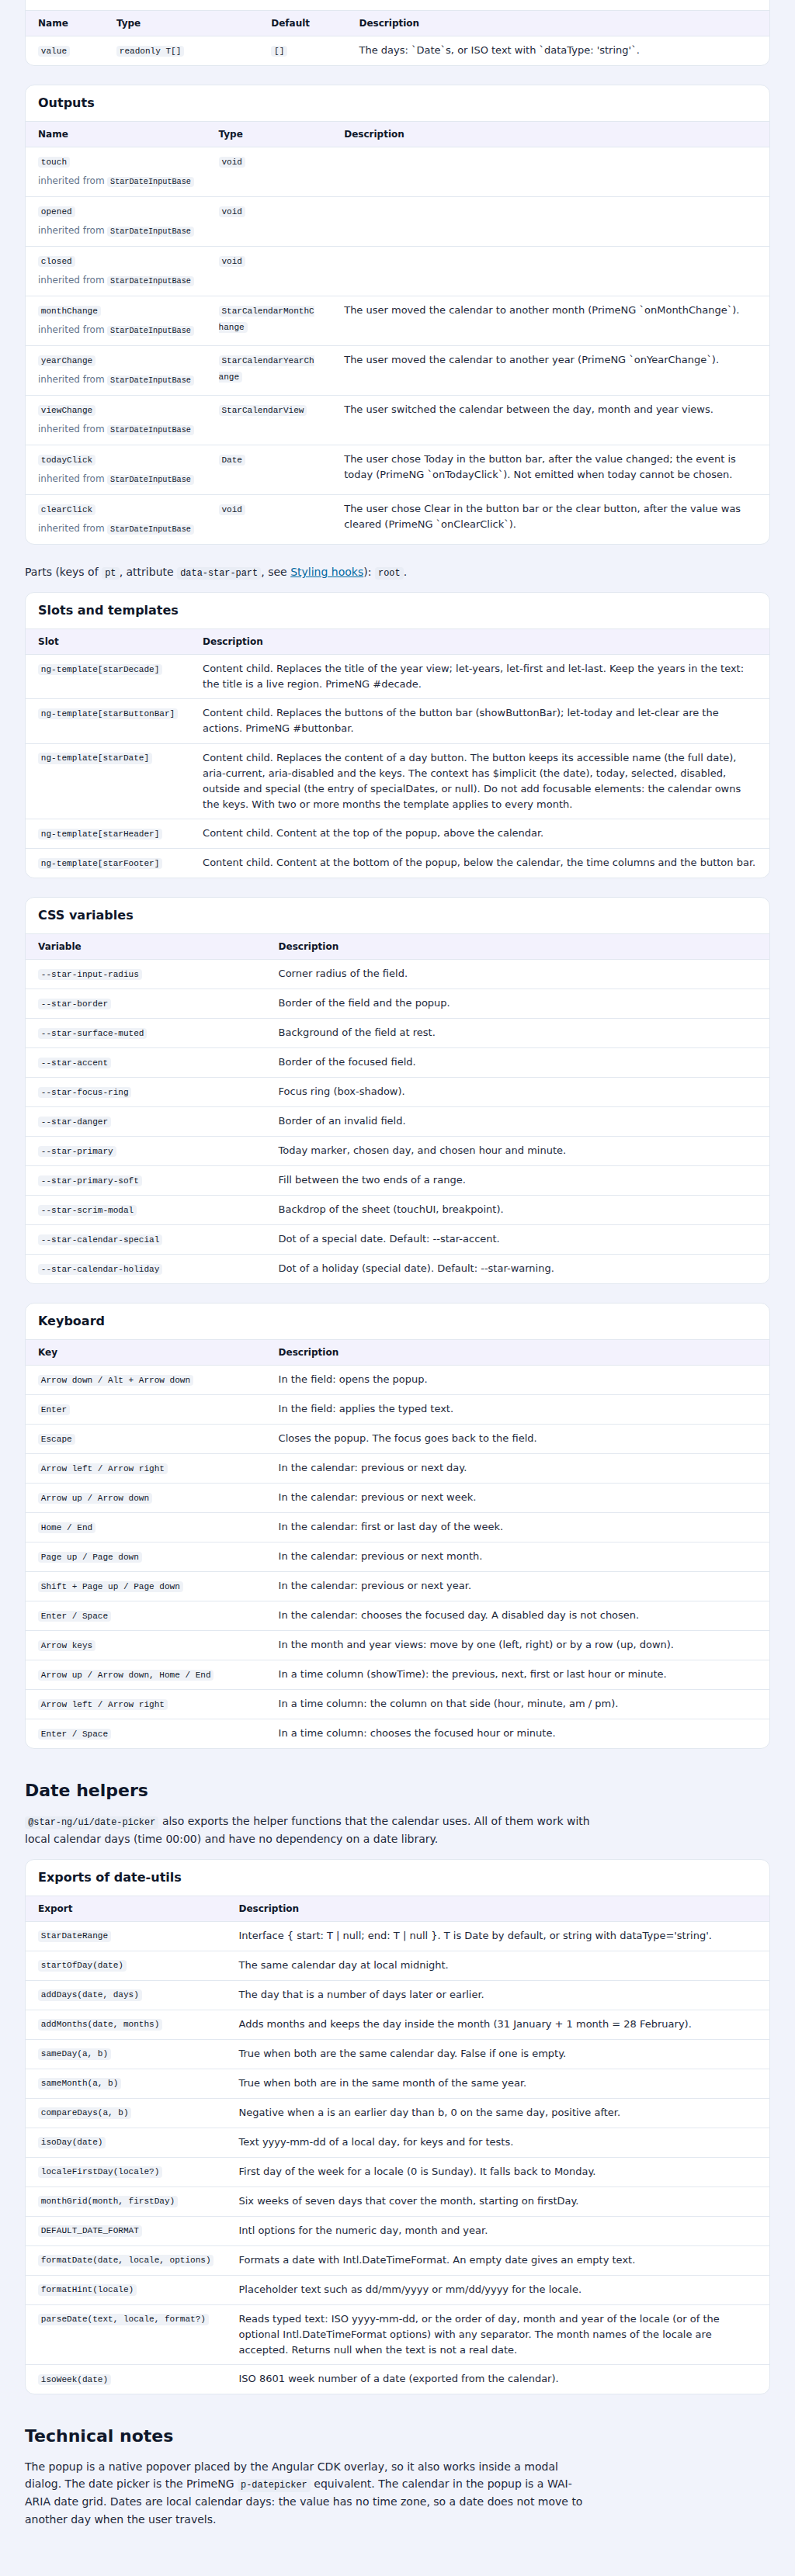 Name Type Default Description
value readonly T[] [] The days: `Date`s, or ISO text with `dataType: 'string'`.
Outputs
Name Type Description
touch void
inherited from StarDateInputBase
opened void
inherited from StarDateInputBase
closed void
inherited from StarDateInputBase
monthChange StarCalendarMonthC The user moved the calendar to another month (PrimeNG `onMonthChange`).
inherited from StarDateInputBase hange
yearChange StarCalendarYearCh The user moved the calendar to another year (PrimeNG `onYearChange`).
inherited from StarDateInputBase ange
viewChange StarCalendarView The user switched the calendar between the day, month and year views.
inherited from StarDateInputBase
todayClick Date The user chose Today in the button bar, after the value changed; the event is
inherited from StarDateInputBase today (PrimeNG `onTodayClick`). Not emitted when today cannot be chosen.
clearClick void The user chose Clear in the button bar or the clear button, after the value was
inherited from StarDateInputBase cleared (PrimeNG `onClearClick`).
Parts (keys of pt , attribute data-star-part , see Styling hooks): root .
Slots and templates
Slot Description
ng-template[starDecade] Content child. Replaces the title of the year view; let-years, let-first and let-last. Keep the years in the text:
the title is a live region. PrimeNG #decade.
ng-template[starButtonBar] Content child. Replaces the buttons of the button bar (showButtonBar); let-today and let-clear are the
actions. PrimeNG #buttonbar.
ng-template[starDate] Content child. Replaces the content of a day button. The button keeps its accessible name (the full date),
aria-current, aria-disabled and the keys. The context has $implicit (the date), today, selected, disabled,
outside and special (the entry of specialDates, or null). Do not add focusable elements: the calendar owns
the keys. With two or more months the template applies to every month.
ng-template[starHeader] Content child. Content at the top of the popup, above the calendar.
ng-template[starFooter] Content child. Content at the bottom of the popup, below the calendar, the time columns and the button bar.
CSS variables
Variable Description
--star-input-radius Corner radius of the field.
--star-border Border of the field and the popup.
--star-surface-muted Background of the field at rest.
--star-accent Border of the focused field.
--star-focus-ring Focus ring (box-shadow).
--star-danger Border of an invalid field.
--star-primary Today marker, chosen day, and chosen hour and minute.
--star-primary-soft Fill between the two ends of a range.
--star-scrim-modal Backdrop of the sheet (touchUI, breakpoint).
--star-calendar-special Dot of a special date. Default: --star-accent.
--star-calendar-holiday Dot of a holiday (special date). Default: --star-warning.
Keyboard
Key Description
Arrow down / Alt + Arrow down In the field: opens the popup.
Enter In the field: applies the typed text.
Escape Closes the popup. The focus goes back to the field.
Arrow left / Arrow right In the calendar: previous or next day.
Arrow up / Arrow down In the calendar: previous or next week.
Home / End In the calendar: first or last day of the week.
Page up / Page down In the calendar: previous or next month.
Shift + Page up / Page down In the calendar: previous or next year.
Enter / Space In the calendar: chooses the focused day. A disabled day is not chosen.
Arrow keys In the month and year views: move by one (left, right) or by a row (up, down).
Arrow up / Arrow down, Home / End In a time column (showTime): the previous, next, first or last hour or minute.
Arrow left / Arrow right In a time column: the column on that side (hour, minute, am / pm).
Enter / Space In a time column: chooses the focused hour or minute.
Date helpers
@star-ng/ui/date-picker also exports the helper functions that the calendar uses. All of them work with
local calendar days (time 00:00) and have no dependency on a date library.
Exports of date-utils
Export Description
StarDateRange Interface { start: T | null; end: T | null }. T is Date by default, or string with dataType='string'.
startOfDay(date) The same calendar day at local midnight.
addDays(date, days) The day that is a number of days later or earlier.
addMonths(date, months) Adds months and keeps the day inside the month (31 January + 1 month = 28 February).
sameDay(a, b) True when both are the same calendar day. False if one is empty.
sameMonth(a, b) True when both are in the same month of the same year.
compareDays(a, b) Negative when a is an earlier day than b, 0 on the same day, positive after.
isoDay(date) Text yyyy-mm-dd of a local day, for keys and for tests.
localeFirstDay(locale?) First day of the week for a locale (0 is Sunday). It falls back to Monday.
monthGrid(month, firstDay) Six weeks of seven days that cover the month, starting on firstDay.
DEFAULT_DATE_FORMAT Intl options for the numeric day, month and year.
formatDate(date, locale, options) Formats a date with Intl.DateTimeFormat. An empty date gives an empty text.
formatHint(locale) Placeholder text such as dd/mm/yyyy or mm/dd/yyyy for the locale.
parseDate(text, locale, format?) Reads typed text: ISO yyyy-mm-dd, or the order of day, month and year of the locale (or of the
optional Intl.DateTimeFormat options) with any separator. The month names of the locale are
accepted. Returns null when the text is not a real date.
isoWeek(date) ISO 8601 week number of a date (exported from the calendar).
Technical notes
The popup is a native popover placed by the Angular CDK overlay, so it also works inside a modal
dialog. The date picker is the PrimeNG p-datepicker equivalent. The calendar in the popup is a WAI-
ARIA date grid. Dates are local calendar days: the value has no time zone, so a date does not move to
another day when the user travels.